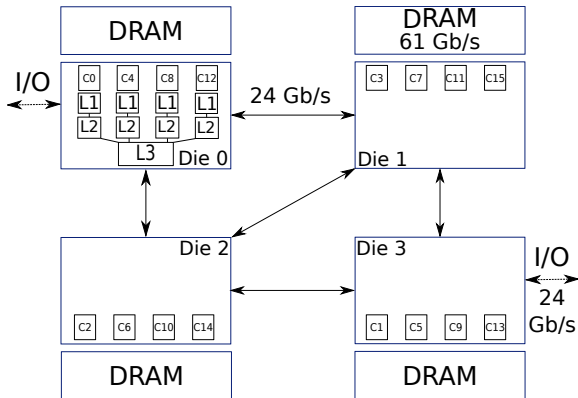 DRAM
DRAM
61 Gb/s
I/O
C0 C4 C8 C12
L1 L1 L1 L1
L2 L2 L2 L2
L3
Die 0
24 Gb/s
C3 C7 C11 C15
Die 1
Die 2
C2 C6 C10 C14
Die 3
C1 C5 C9 C13
I/O
24
Gb/s
DRAM
DRAM